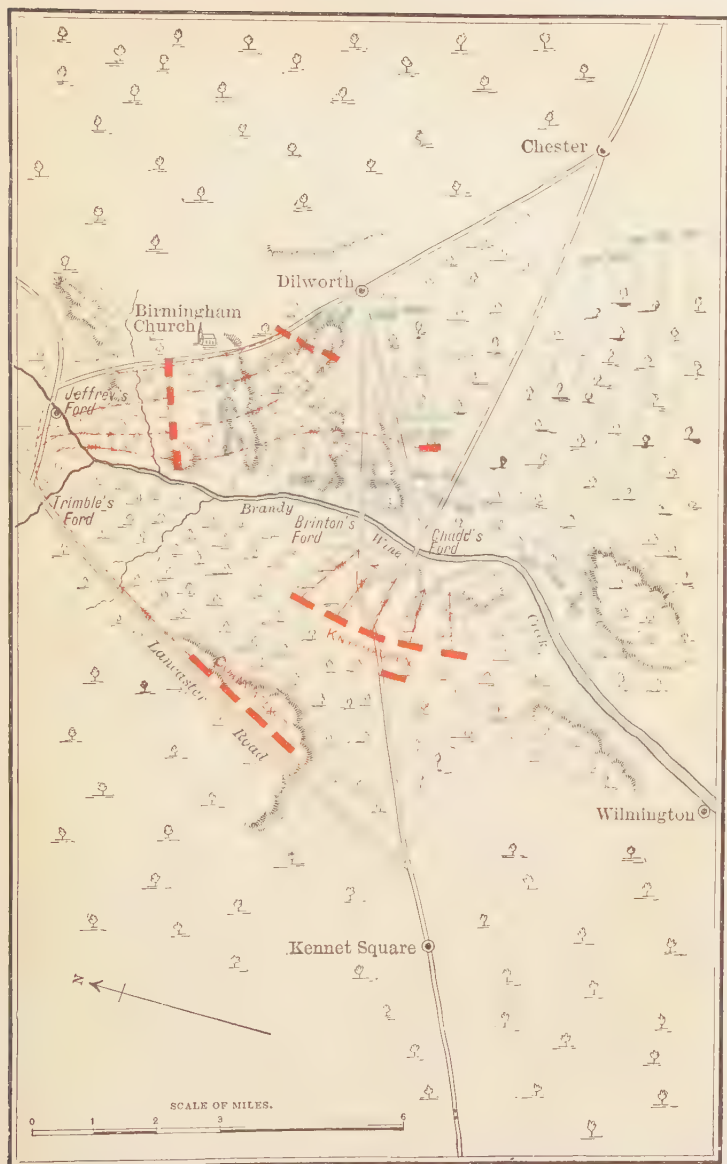 Chester
Dilworth
Birmingham
Church
Jeffrey's
Ford
Trimble's
Ford
Brandy
Wine
Creek
Brinton's
Ford
Chadd's
Ford
Lancaster
Road
Wilmington
Kennet Square
N
SCALE OF MILES.
0 1 2 3 6